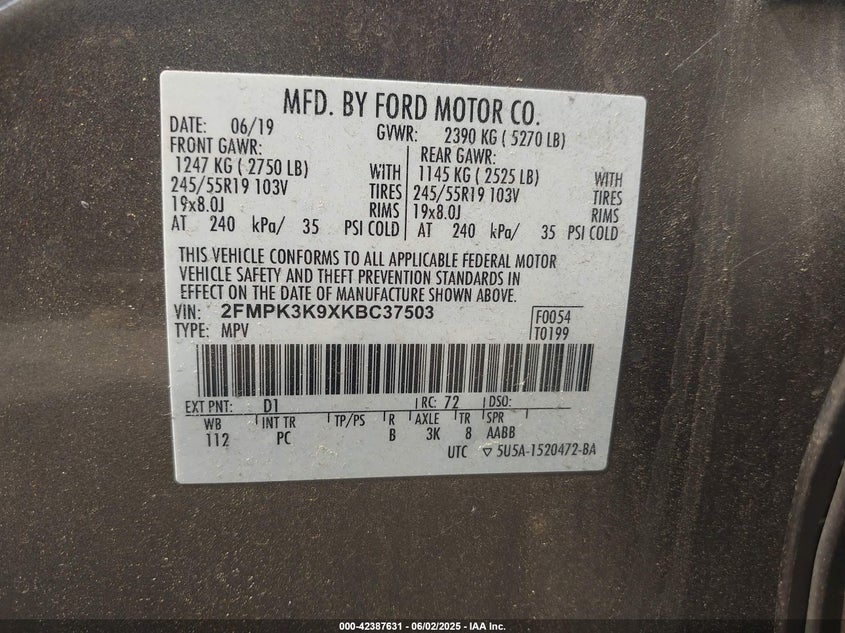 MFD. BY FORD MOTOR CO.
DATE: 06/19 GVWR: 2390 KG ( 5270 LB)
FRONT GAWR: REAR GAWR:
1247 KG ( 2750 LB) WITH 1145 KG ( 2525 LB) WITH
245/55R19 103V TIRES 245/55R19 103V TIRES
19x8.0J RIMS 19x8.0J RIMS
AT 240 kPa/ 35 PSI COLD AT 240 kPa/ 35 PSI COLD
THIS VEHICLE CONFORMS TO ALL APPLICABLE FEDERAL MOTOR
VEHICLE SAFETY AND THEFT PREVENTION STANDARDS IN
EFFECT ON THE DATE OF MANUFACTURE SHOWN ABOVE.
VIN: 2FMPK3K9XKBC37503 F0054
TYPE: MPV T0199
EXT PNT: D1 RC: 72 DSO:
WB INT TR TP/PS R AXLE TR SPR
112 PC B 3K 8 AABB
UTC ▽ 5U5A-1520472-BA
000-42387631 - 06/02/2025 - IAA Inc.